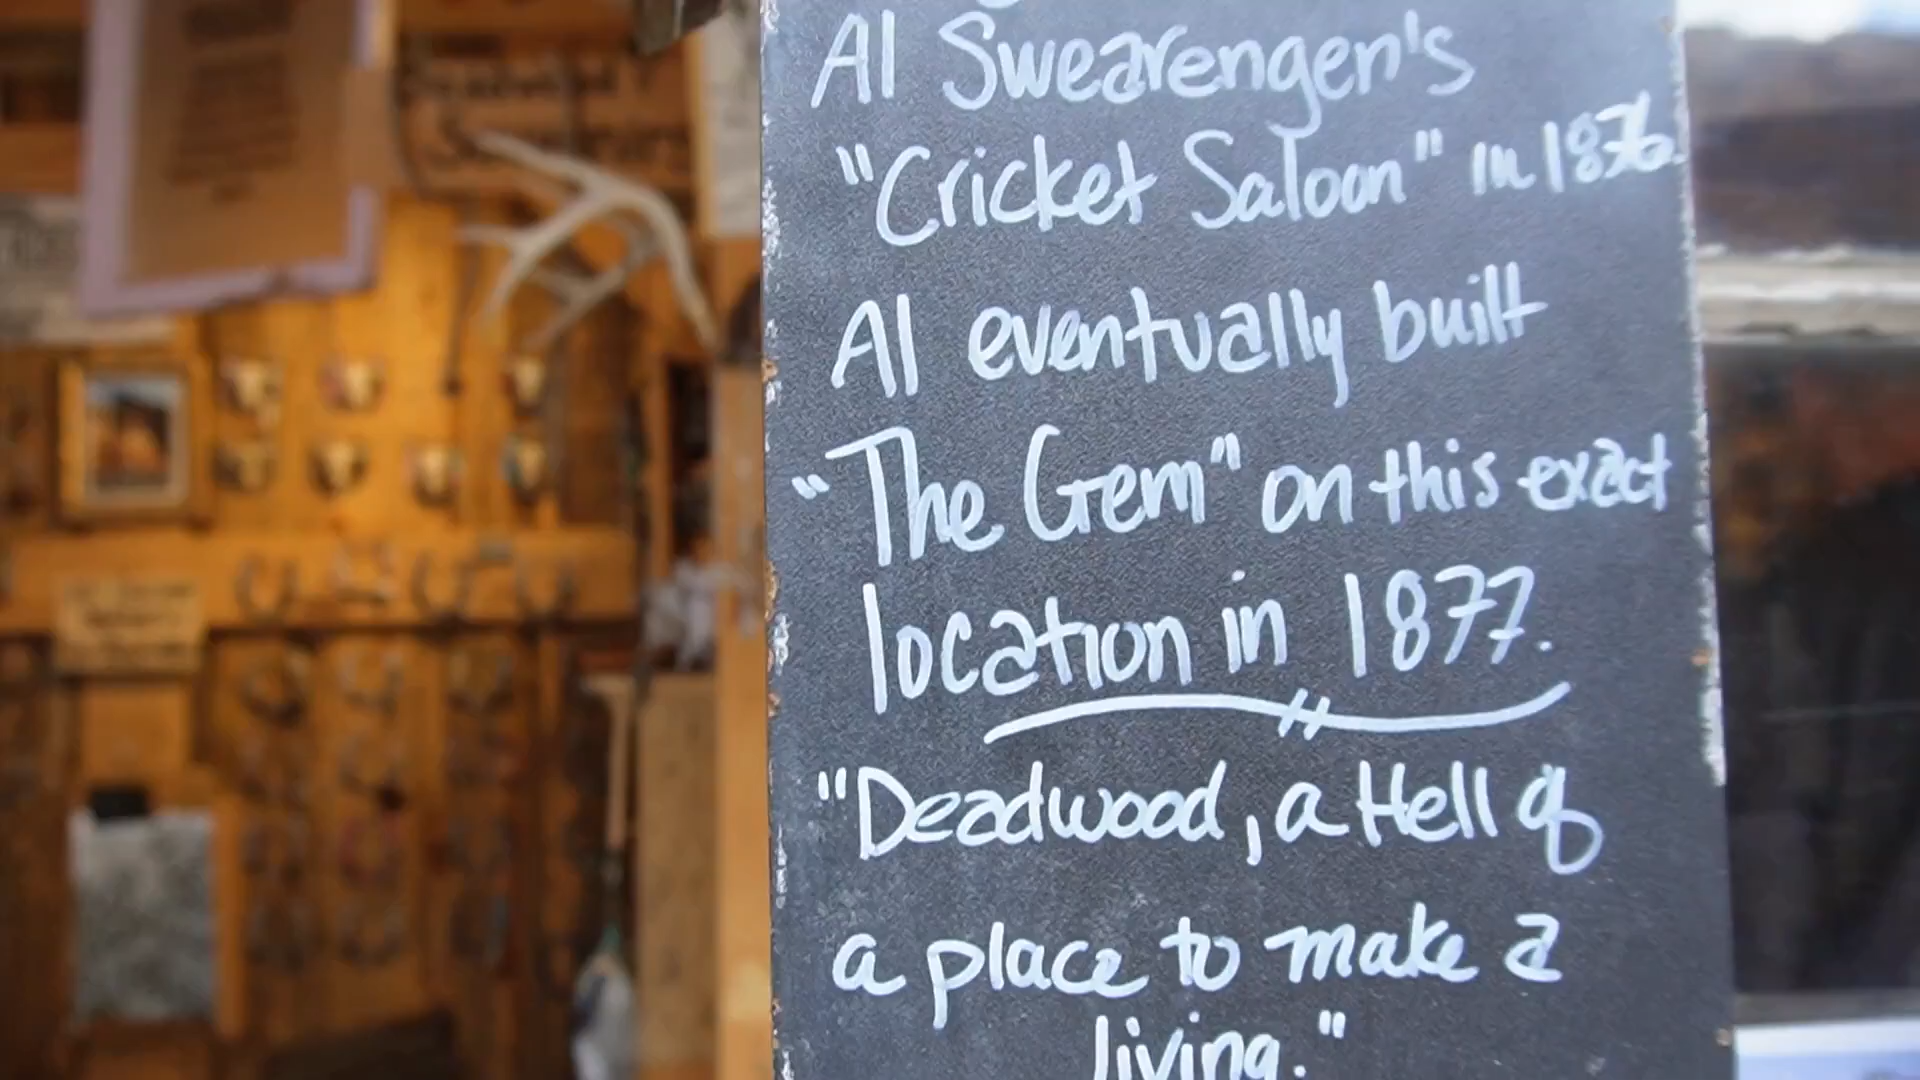 Al Swearengen's
"Cricket Saloon" in 1876.
Al eventually built
"The Gem" on this exact
location in 1877.
"Deadwood, a Hell of
a place to make a
living."